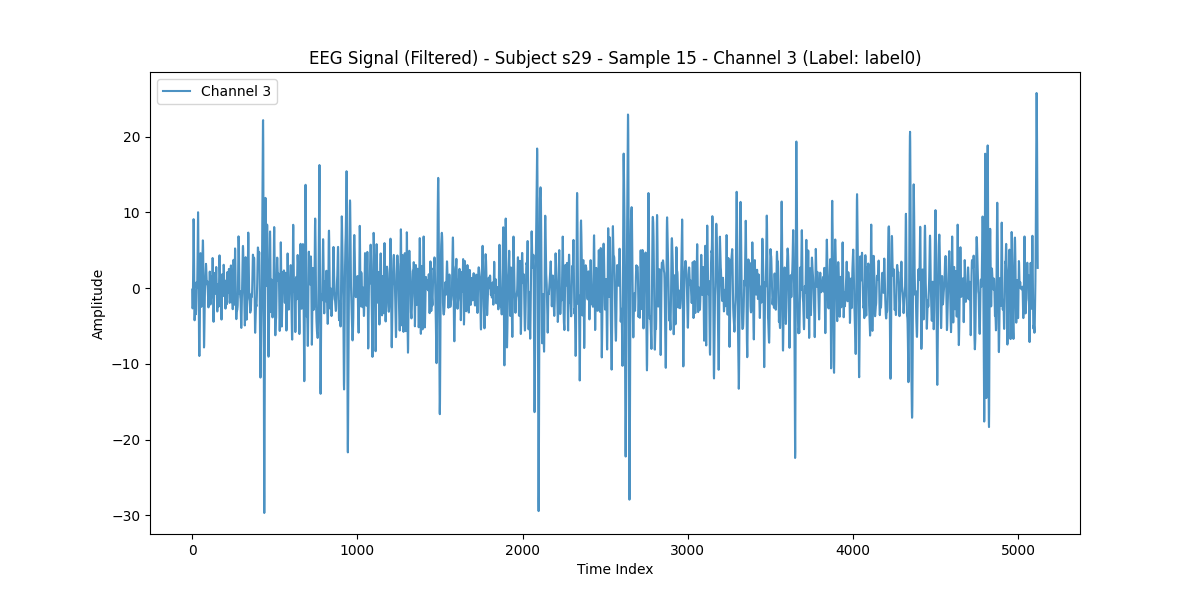 EEG Signal (Filtered) - Subject s29 - Sample 15 - Channel 3 (Label: label0)
Channel 3
20
10
0
−10
−20
−30
Amplitude
0 1000 2000 3000 4000 5000
Time Index